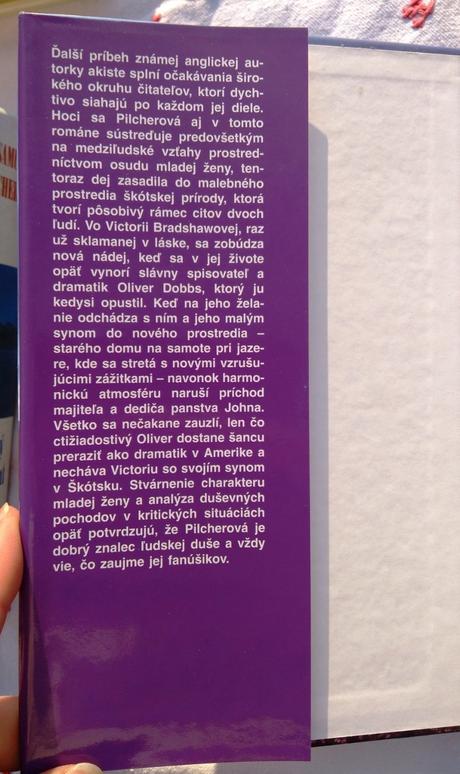 Ďalší príbeh známej anglickej au-
torky akiste splní očakávania širo-
kého okruhu čitateľov, ktorí dych-
tivo siahajú po každom jej diele.
Hoci sa Pilcherová aj v tomto
románe sústreďuje predovšetkým
na medziľudské vzťahy prostred-
níctvom osudu mladej ženy, ten-
toraz dej zasadila do malebného
prostredia škótskej prírody, ktorá
tvorí pôsobivý rámec citov dvoch
ľudí. Vo Victorii Bradshawovej, raz
už sklamanej v láske, sa zobúdza
nová nádej, keď sa v jej živote
opäť vynorí slávny spisovateľ a
dramatik Oliver Dobbs, ktorý ju
kedysi opustil. Keď na jeho žela-
nie odchádza s ním a jeho malým
synom do nového prostredia –
starého domu na samote pri jaze-
re, kde sa stretá s novými vzrušu-
júcimi zážitkami – navonok harmo-
nickú atmosféru naruší príchod
majiteľa a dediča panstva Johna.
Všetko sa nečakane zauzlí, len čo
ctižiadostivý Oliver dostane šancu
preraziť ako dramatik v Amerike a
necháva Victoriu so svojím synom
v Škótsku. Stvárnenie charakteru
mladej ženy a analýza duševných
pochodov v kritických situáciách
opäť potvrdzujú, že Pilcherová je
dobrý znalec ľudskej duše a vždy
vie, čo zaujme jej fanúšikov.